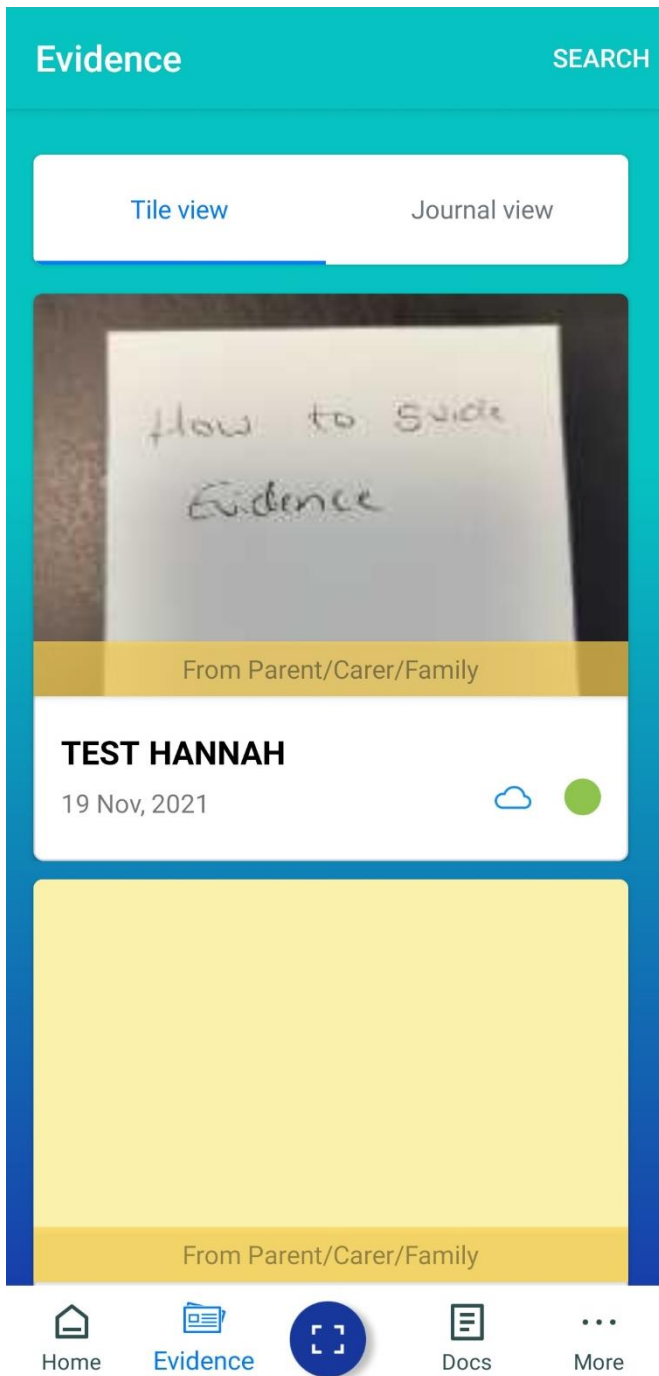 Evidence
SEARCH
Tile view
Journal view
How to guide
Evidence
From Parent/Carer/Family
TEST HANNAH
19 Nov, 2021
From Parent/Carer/Family
Home
Evidence
Docs
More